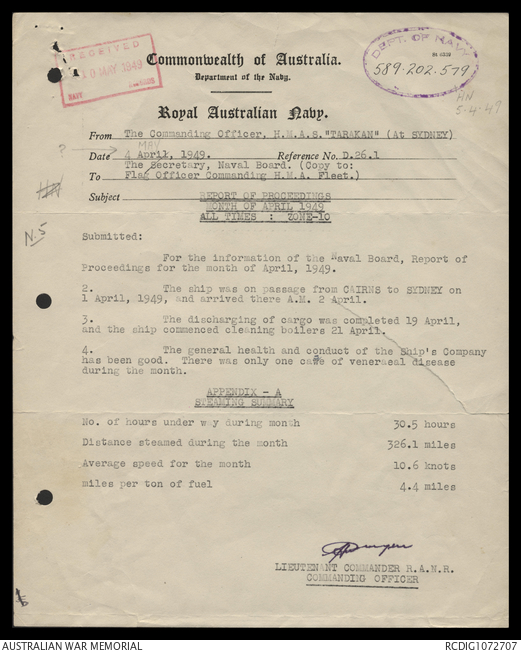 RECEIVED
10 MAY 1949
NAVY
DEPT. OF NAVY
589·202·579
5-4-49
Commonwealth of Australia.
Department of the Navy.
Royal Australian Navy.
From The Commanding Officer, H.M.A.S."TARAKAN" (At SYDNEY)
MAY
? Date 4 April, 1949. Reference No. D.26.1
The Secretary, Naval Board. (Copy to:
To Flag Officer Commanding H.M.A. Fleet.)
Subject REPORT OF PROCEEDINGS
MONTH OF APRIL 1949
ALL TIMES : ZONE-10
N.5
Submitted:
For the information of the Naval Board, Report of
Proceedings for the month of April, 1949.
2. The ship was on passage from CAIRNS to SYDNEY on
1 April, 1949, and arrived there A.M. 2 April.
3. The discharging of cargo was completed 19 April,
and the ship commenced cleaning boilers 21 April.
4. The general health and conduct of the Ship's Company
has been good. There was only one case of veneraeal disease
during the month.
APPENDIX - A
STEAMING SUMMARY
No. of hours under way during month 30.5 hours
Distance steamed during the month 326.1 miles
Average speed for the month 10.6 knots
miles per ton of fuel 4.4 miles
LIEUTENANT COMMANDER R.A.N.R.
COMMANDING OFFICER
AUSTRALIAN WAR MEMORIAL
RCDIG1072707